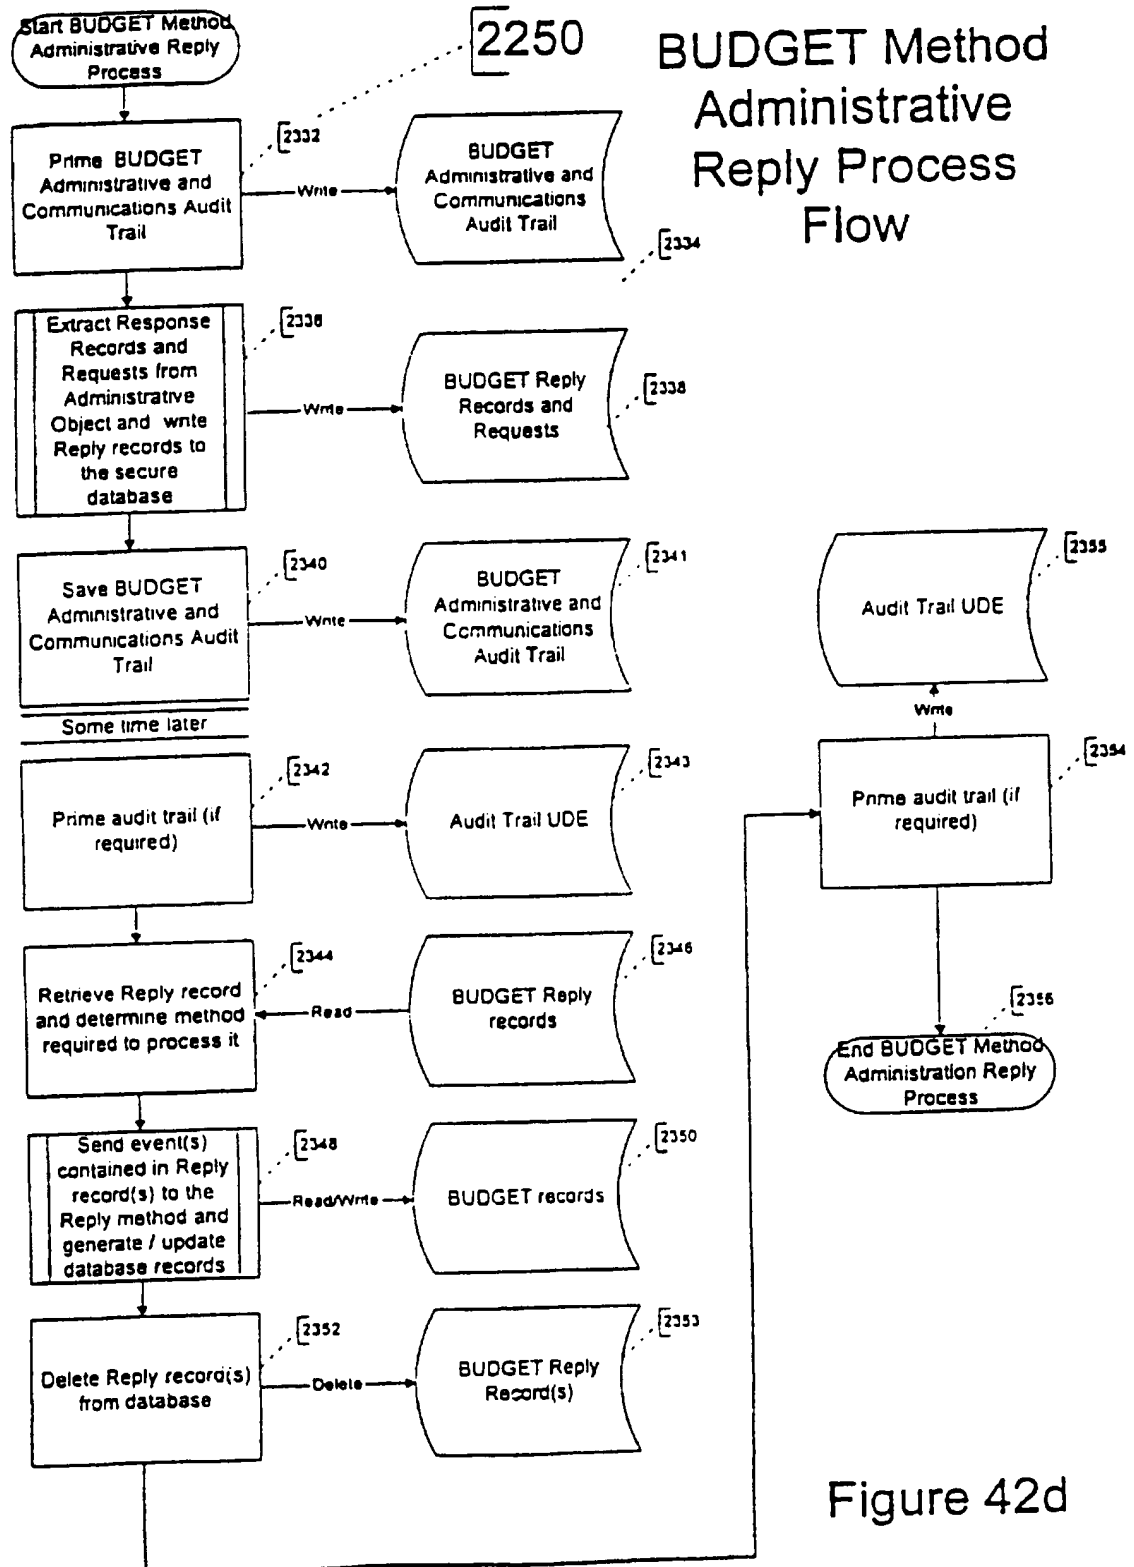 Start BUDGET Method
Administrative Reply
Process
2250
BUDGET Method
Administrative
Reply Process
Flow
Prime BUDGET
Administrative and
Communications Audit
Trail
2332
Write
BUDGET
Administrative and
Communications
Audit Trail
2334
Extract Response
Records and
Requests from
Administrative
Object and write
Reply records to
the secure
database
2336
Write
BUDGET Reply
Records and
Requests
2338
Save BUDGET
Administrative and
Communications Audit
Trail
2340
Write
BUDGET
Administrative and
Communications
Audit Trail
2341
Some time later
Prime audit trail (if
required)
2342
Write
Audit Trail UDE
2343
Retrieve Reply record
and determine method
required to process it
2344
Read
BUDGET Reply
records
2346
Send event(s)
contained in Reply
record(s) to the
Reply method and
generate / update
database records
2348
Read/Write
BUDGET records
2350
Delete Reply record(s)
from database
2352
Delete
BUDGET Reply
Record(s)
2353
Audit Trail UDE
2355
Write
Prime audit trail (if
required)
2354
2356
End BUDGET Method
Administration Reply
Process
Figure 42d